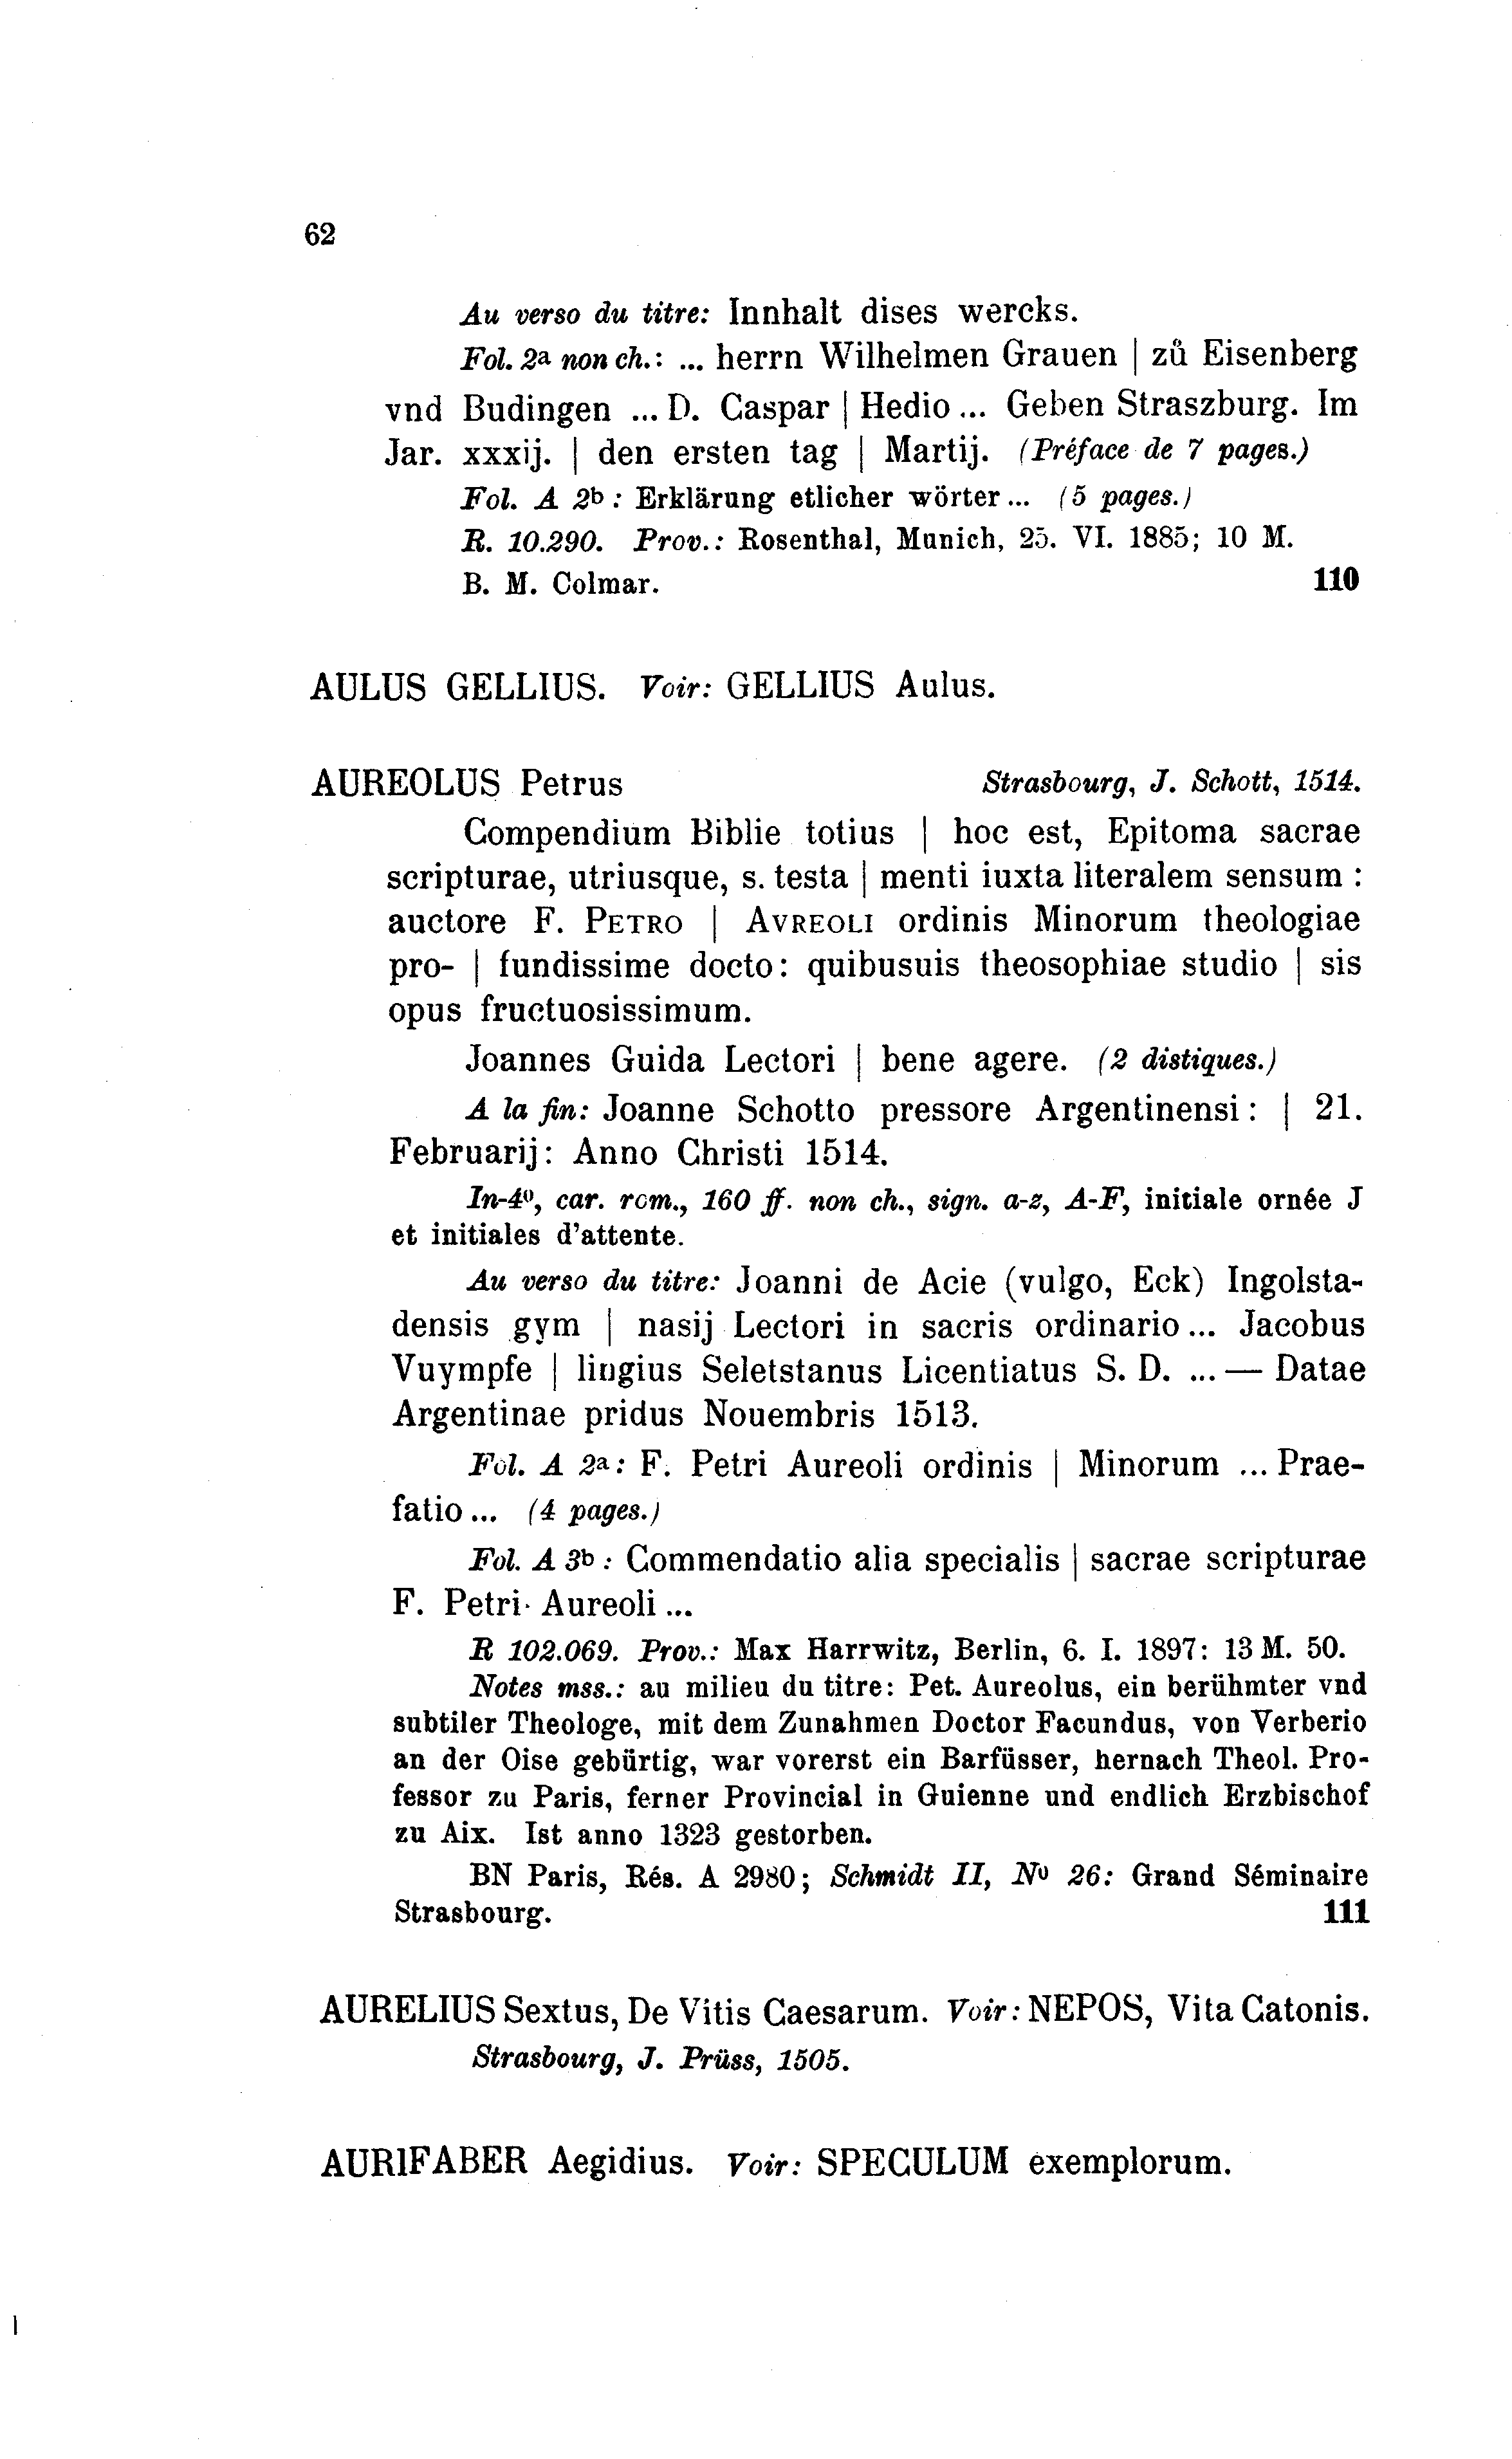 62
Au verso du titre: Innhalt dises wercks.
Fol. 2a non ch.: ... herrn Wilhelmen Grauen | zů Eisenberg
vnd Budingen ... D. Caspar | Hedio ... Geben Straszburg. Im
Jar. xxxij. | den ersten tag | Martij. (Préface de 7 pages.)
Fol. A 2b : Erklärung etlicher wörter ... (5 pages.)
R. 10.290. Prov.: Rosenthal, Munich, 25. VI. 1885; 10 M.
B. M. Colmar. 110
AULUS GELLIUS. Voir: GELLIUS Aulus.
AUREOLUS Petrus Strasbourg, J. Schott, 1514.
Compendium Biblie totius | hoc est, Epitoma sacrae
scripturae, utriusque, s. testa | menti iuxta literalem sensum :
auctore F. PETRO | AVREOLI ordinis Minorum theologiae
pro- | fundissime docto: quibusuis theosophiae studio | sis
opus fructuosissimum.
Joannes Guida Lectori | bene agere. (2 distiques.)
A la fin: Joanne Schotto pressore Argentinensi: | 21.
Februarij: Anno Christi 1514.
In-4º, car. rom., 160 ff. non ch., sign. a-z, A-F, initiale ornée J
et initiales d'attente.
Au verso du titre: Joanni de Acie (vulgo, Eck) Ingolsta-
densis gym | nasij Lectori in sacris ordinario ... Jacobus
Vuympfe | lingius Seletstanus Licentiatus S. D. ... — Datae
Argentinae pridus Nouembris 1513.
Fol. A 2a: F. Petri Aureoli ordinis | Minorum ... Prae-
fatio ... (4 pages.)
Fol. A 3b : Commendatio alia specialis | sacrae scripturae
F. Petri Aureoli ...
R 102.069. Prov.: Max Harrwitz, Berlin, 6. I. 1897: 13 M. 50.
Notes mss.: au milieu du titre: Pet. Aureolus, ein berühmter vnd
subtiler Theologe, mit dem Zunahmen Doctor Facundus, von Verberio
an der Oise gebürtig, war vorerst ein Barfüsser, hernach Theol. Pro-
fessor zu Paris, ferner Provincial in Guienne und endlich Erzbischof
zu Aix. Ist anno 1323 gestorben.
BN Paris, Rés. A 2980; Schmidt II, Nº 26: Grand Séminaire
Strasbourg. 111
AURELIUS Sextus, De Vitis Caesarum. Voir: NEPOS, Vita Catonis.
Strasbourg, J. Prüss, 1505.
AURIFABER Aegidius. Voir: SPECULUM exemplorum.